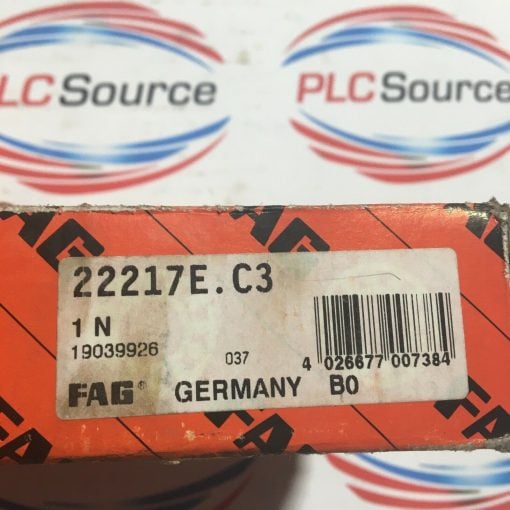 PLCSource
PLCSource
FAG
22217E.C3
1 N
19039926
037
4 026677 007384
FAG® GERMANY B0